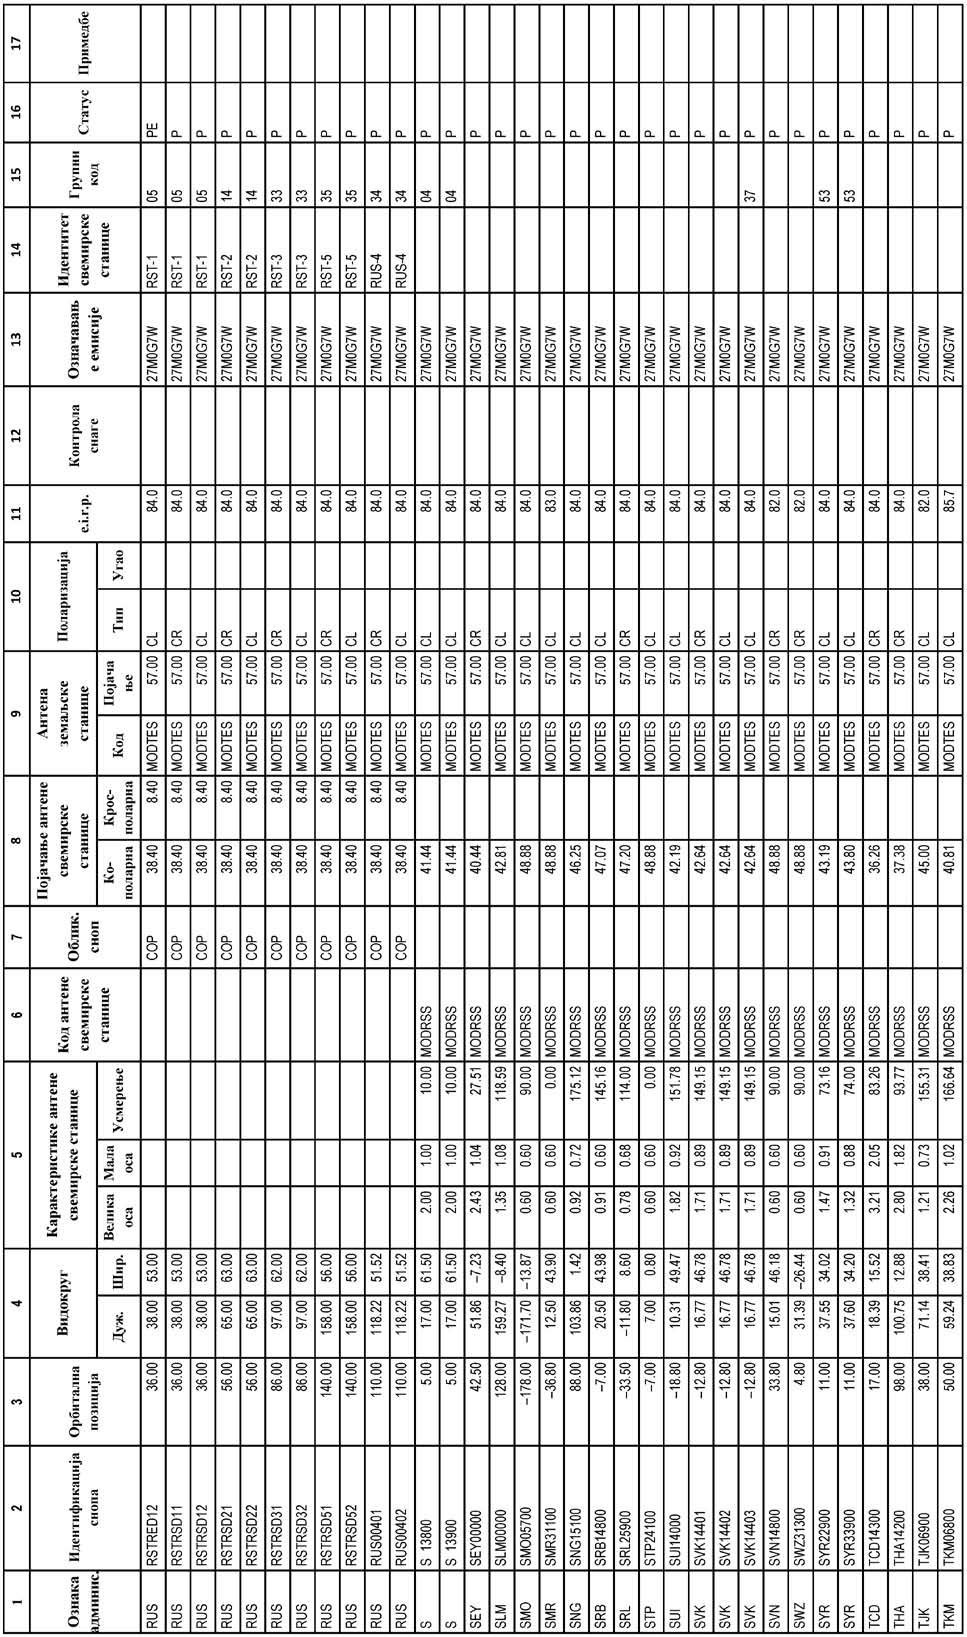 1 2 3 4 5 6 7 8 9 10 11 12 13 14 15 16 17
Ознака админис. Идентификација снопа Орбитална позиција Видокруг Карактеристике антене свемирске станице Код антене свемирске станице Облик. сноп Појачање антене свемирске станице Антена земаљске станице Поларизација e.i.r.p. Контрола снаге Означавањ е емисије Идентитет свемирске станице Групни код Статус Примедбе
Дуж. Шир. Велика оса Мала оса Усмерење Ко-поларна Крос-поларна Код Појача ње Тип Угао
RUS RSTRED12 36.00 38.00 53.00 COP 38.40 8.40 MODTES 57.00 CL 84.0 27M0G7W RST-1 05 PE
RUS RSTRSD11 36.00 38.00 53.00 COP 38.40 8.40 MODTES 57.00 CR 84.0 27M0G7W RST-1 05 P
RUS RSTRSD12 36.00 38.00 53.00 COP 38.40 8.40 MODTES 57.00 CL 84.0 27M0G7W RST-1 05 P
RUS RSTRSD21 56.00 65.00 63.00 COP 38.40 8.40 MODTES 57.00 CR 84.0 27M0G7W RST-2 14 P
RUS RSTRSD22 56.00 65.00 63.00 COP 38.40 8.40 MODTES 57.00 CL 84.0 27M0G7W RST-2 14 P
RUS RSTRSD31 86.00 97.00 62.00 COP 38.40 8.40 MODTES 57.00 CR 84.0 27M0G7W RST-3 33 P
RUS RSTRSD32 86.00 97.00 62.00 COP 38.40 8.40 MODTES 57.00 CL 84.0 27M0G7W RST-3 33 P
RUS RSTRSD51 140.00 158.00 56.00 COP 38.40 8.40 MODTES 57.00 CR 84.0 27M0G7W RST-5 35 P
RUS RSTRSD52 140.00 158.00 56.00 COP 38.40 8.40 MODTES 57.00 CL 84.0 27M0G7W RST-5 35 P
RUS RUS00401 110.00 118.22 51.52 COP 38.40 8.40 MODTES 57.00 CR 84.0 27M0G7W RUS-4 34 P
RUS RUS00402 110.00 118.22 51.52 COP 38.40 8.40 MODTES 57.00 CL 84.0 27M0G7W RUS-4 34 P
S S 13800 5.00 17.00 61.50 2.00 1.00 10.00 MODRSS 41.44 MODTES 57.00 CL 84.0 27M0G7W 04 P
S S 13900 5.00 17.00 61.50 2.00 1.00 10.00 MODRSS 41.44 MODTES 57.00 CL 84.0 27M0G7W 04 P
SEY SEY00000 42.50 51.86 −7.23 2.43 1.04 27.51 MODRSS 40.44 MODTES 57.00 CR 84.0 27M0G7W P
SLM SLM00000 128.00 159.27 −8.40 1.35 1.08 118.59 MODRSS 42.81 MODTES 57.00 CL 84.0 27M0G7W P
SMO SMO05700 −178.00 −171.70 −13.87 0.60 0.60 90.00 MODRSS 48.88 MODTES 57.00 CL 84.0 27M0G7W P
SMR SMR31100 −36.80 12.50 43.90 0.60 0.60 0.00 MODRSS 48.88 MODTES 57.00 CL 83.0 27M0G7W P
SNG SNG15100 88.00 103.86 1.42 0.92 0.72 175.12 MODRSS 46.25 MODTES 57.00 CL 84.0 27M0G7W P
SRB SRB14800 −7.00 20.50 43.98 0.91 0.60 145.16 MODRSS 47.07 MODTES 57.00 CL 84.0 27M0G7W P
SRL SRL25900 −33.50 −11.80 8.60 0.78 0.68 114.00 MODRSS 47.20 MODTES 57.00 CR 84.0 27M0G7W P
STP STP24100 −7.00 7.00 0.80 0.60 0.60 0.00 MODRSS 48.88 MODTES 57.00 CL 84.0 27M0G7W P
SUI SUI14000 −18.80 10.31 49.47 1.82 0.92 151.78 MODRSS 42.19 MODTES 57.00 CL 84.0 27M0G7W P
SVK SVK14401 −12.80 16.77 46.78 1.71 0.89 149.15 MODRSS 42.64 MODTES 57.00 CR 84.0 27M0G7W P
SVK SVK14402 −12.80 16.77 46.78 1.71 0.89 149.15 MODRSS 42.64 MODTES 57.00 CL 84.0 27M0G7W P
SVK SVK14403 −12.80 16.77 46.78 1.71 0.89 149.15 MODRSS 42.64 MODTES 57.00 CL 84.0 27M0G7W 37 P
SVN SVN14800 33.80 15.01 46.18 0.60 0.60 90.00 MODRSS 48.88 MODTES 57.00 CR 82.0 27M0G7W P
SWZ SWZ31300 4.80 31.39 −26.44 0.60 0.60 90.00 MODRSS 48.88 MODTES 57.00 CR 82.0 27M0G7W P
SYR SYR22900 11.00 37.55 34.02 1.47 0.91 73.16 MODRSS 43.19 MODTES 57.00 CL 84.0 27M0G7W 53 P
SYR SYR33900 11.00 37.60 34.20 1.32 0.88 74.00 MODRSS 43.80 MODTES 57.00 CL 84.0 27M0G7W 53 P
TCD TCD14300 17.00 18.39 15.52 3.21 2.05 83.26 MODRSS 36.26 MODTES 57.00 CR 84.0 27M0G7W P
THA THA14200 98.00 100.75 12.88 2.80 1.82 93.77 MODRSS 37.38 MODTES 57.00 CR 84.0 27M0G7W P
TJK TJK06900 38.00 71.14 38.41 1.21 0.73 155.31 MODRSS 45.00 MODTES 57.00 CL 82.0 27M0G7W P
TKM TKM06800 50.00 59.24 38.83 2.26 1.02 166.64 MODRSS 40.81 MODTES 57.00 CL 85.7 27M0G7W P